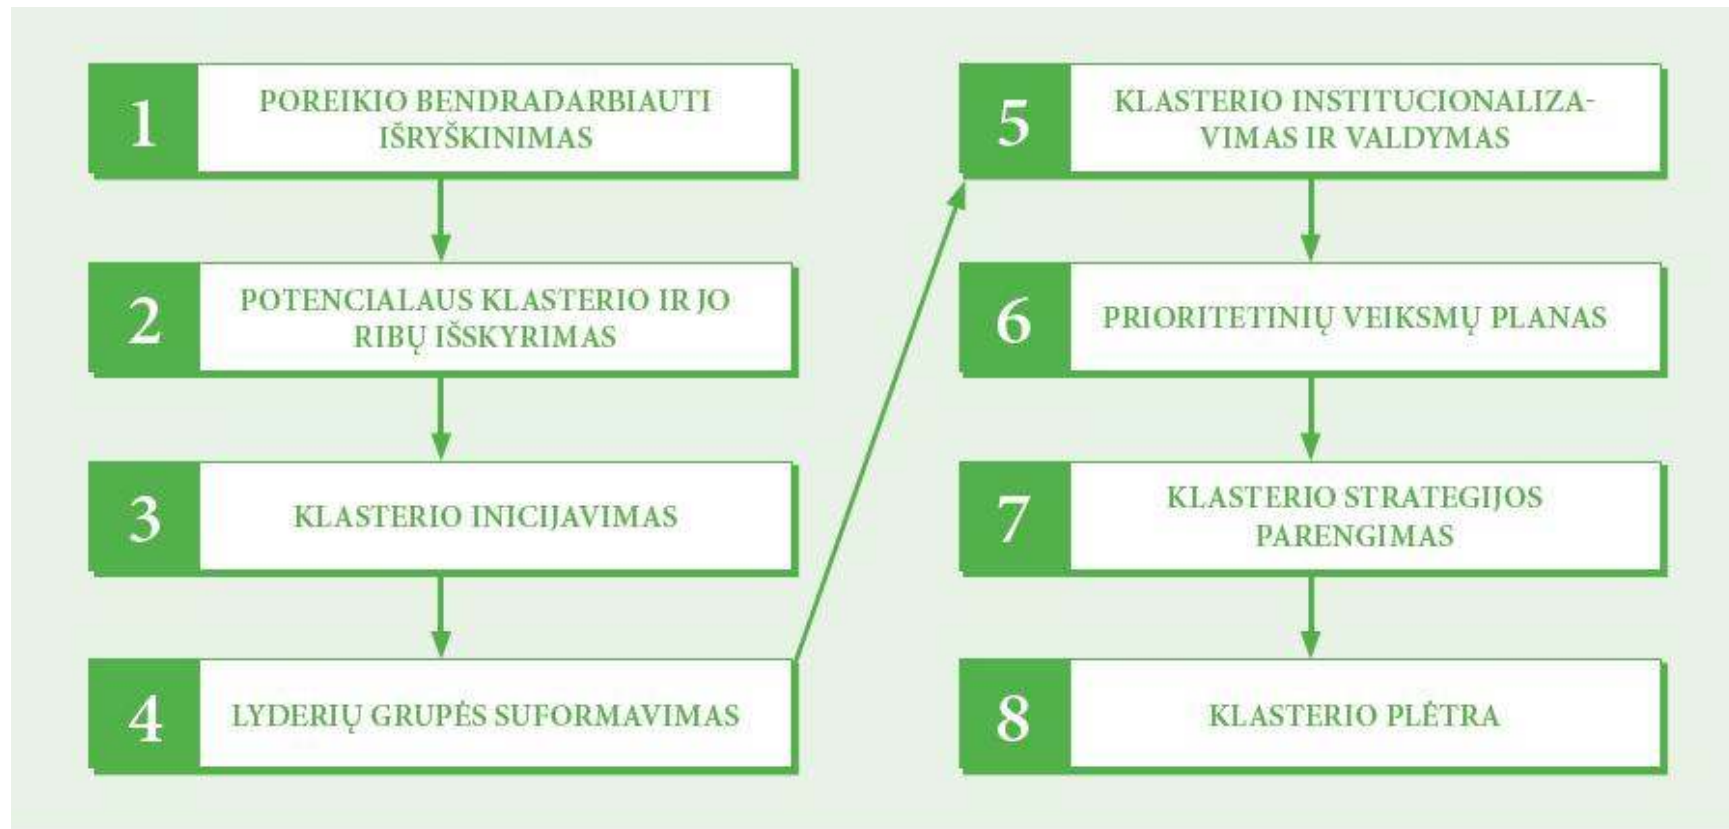 1
POREIKIO BENDRADARBIAUTI
IŠRYŠKINIMAS
2
POTENCIALAUS KLASTERIO IR JO
RIBŲ IŠSKYRIMAS
3
KLASTERIO INICIJAVIMAS
4
LYDERIŲ GRUPĖS SUFORMAVIMAS
5
KLASTERIO INSTITUCIONALIZA-
VIMAS IR VALDYMAS
6
PRIORITETINIŲ VEIKSMŲ PLANAS
7
KLASTERIO STRATEGIJOS
PARENGIMAS
8
KLASTERIO PLĖTRA